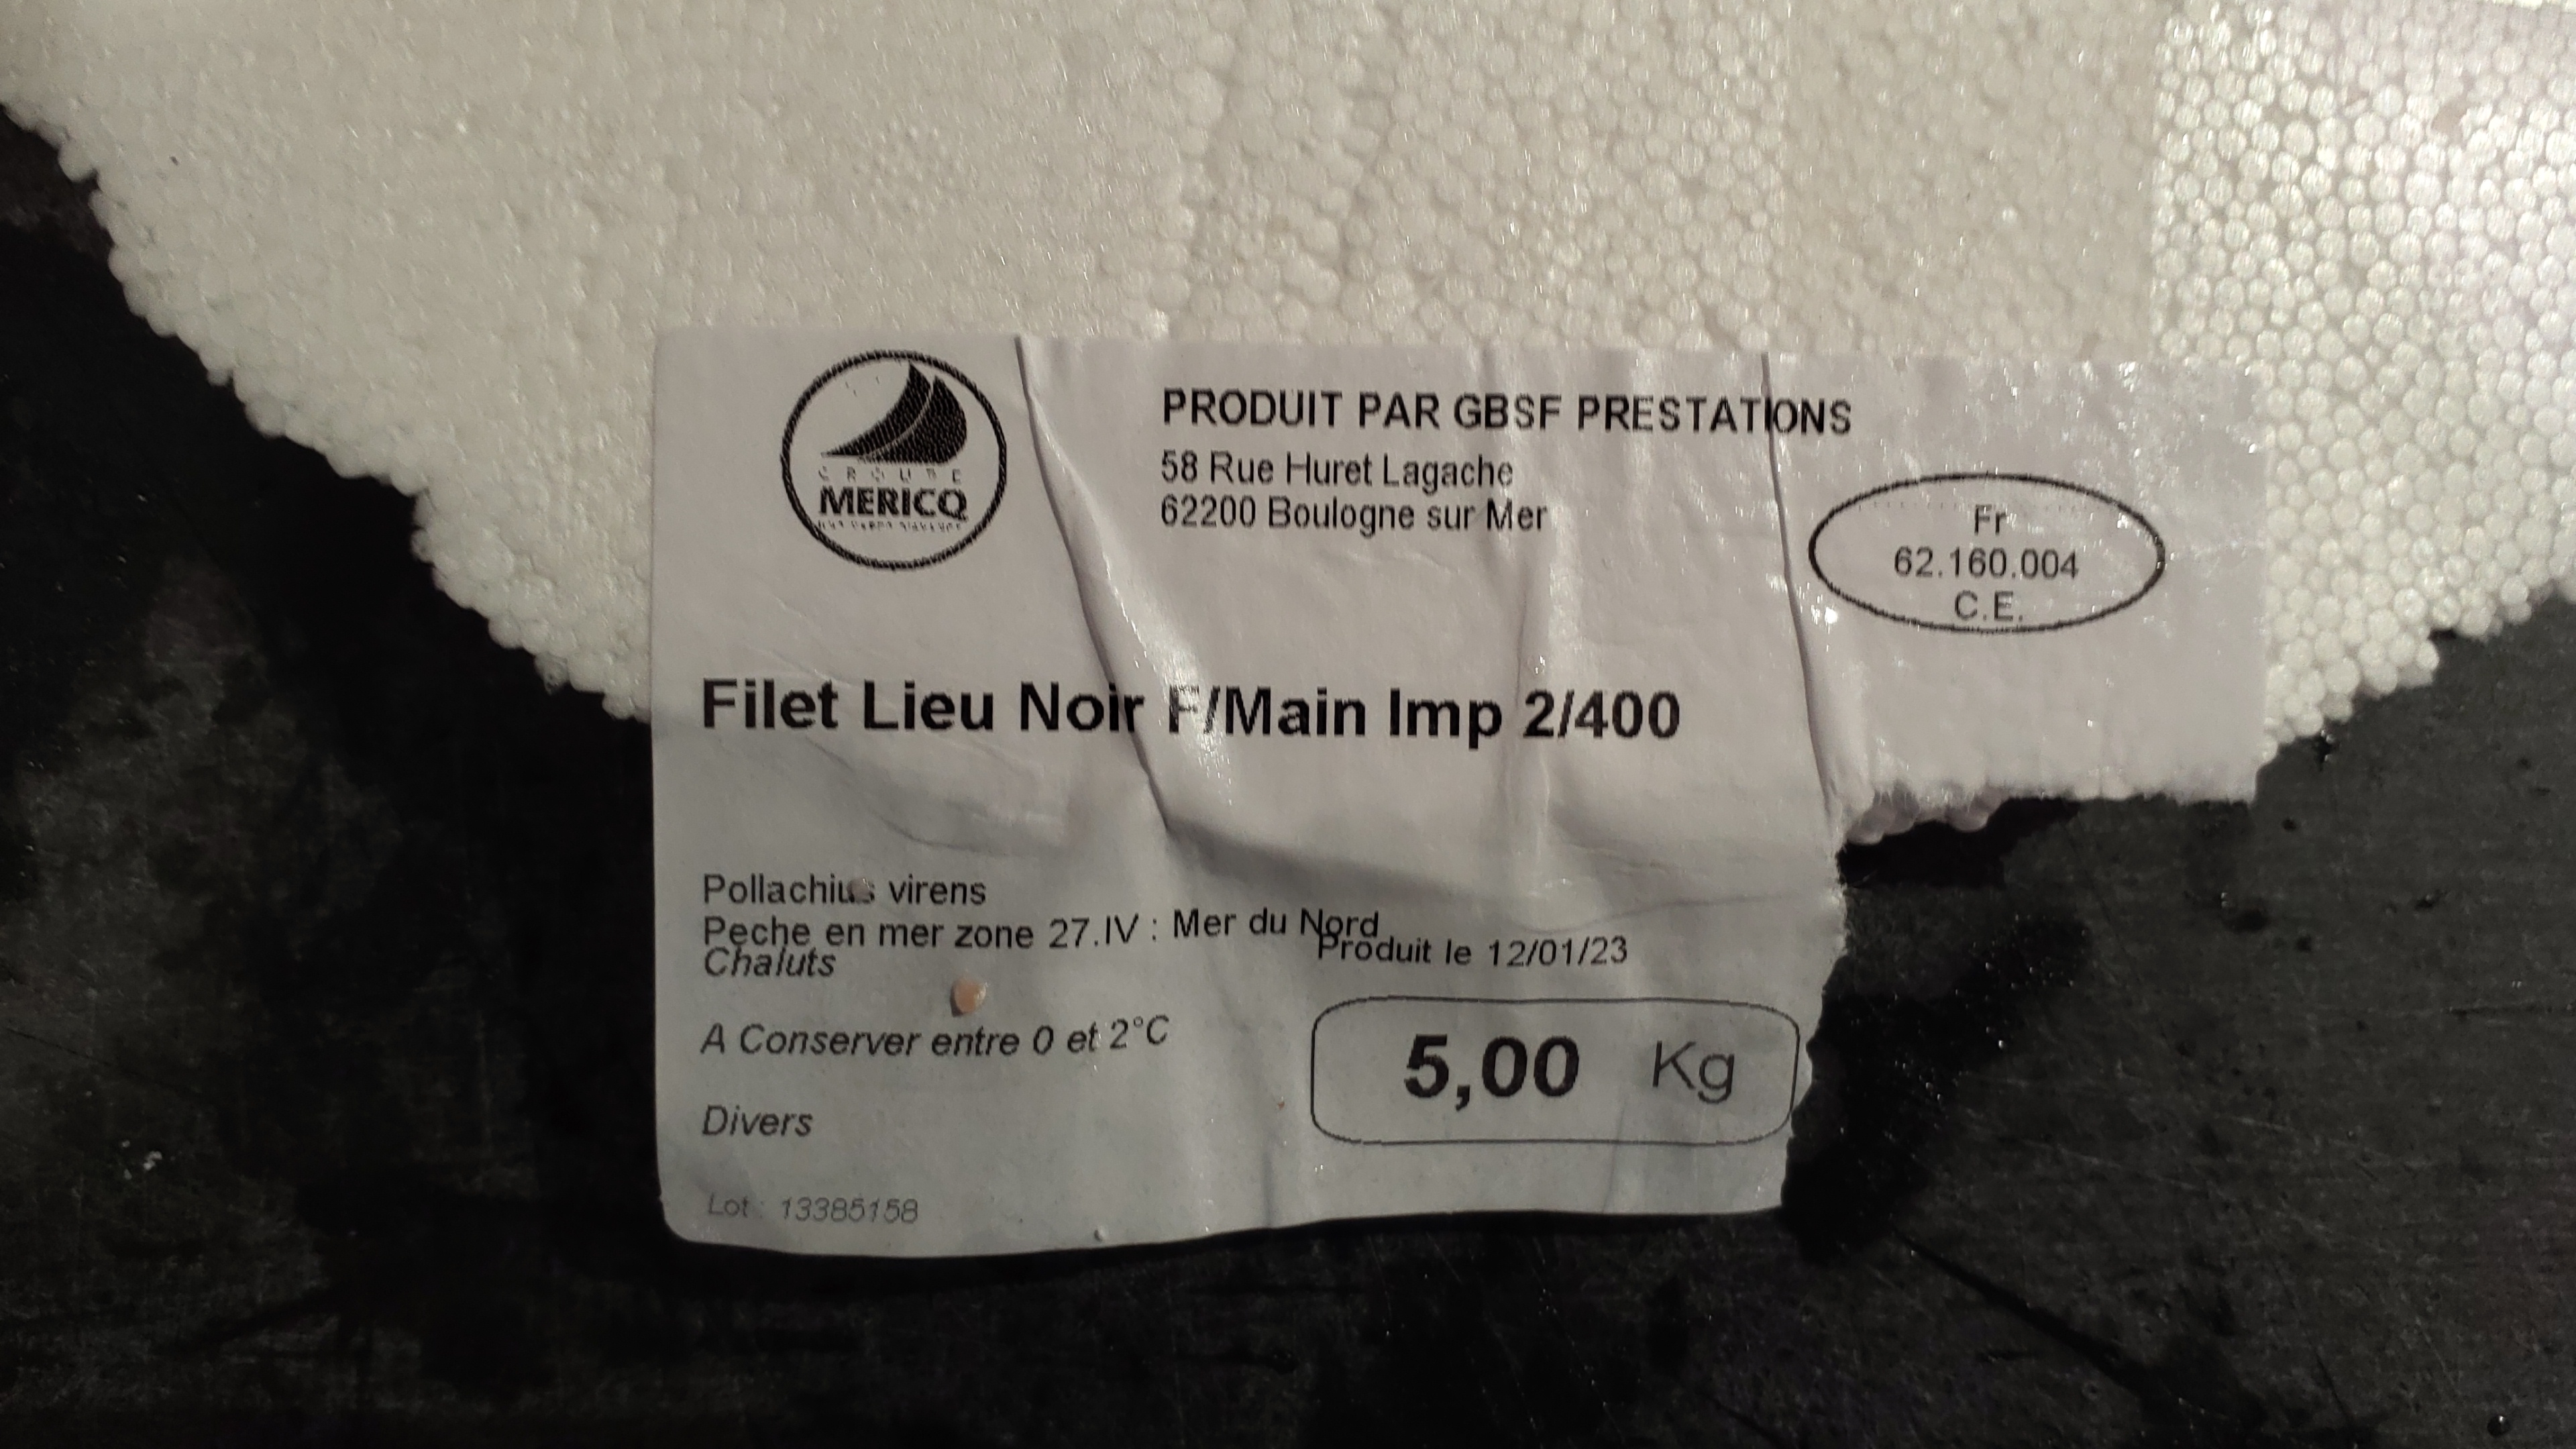 GROUPE
MERICQ
PRODUIT PAR GBSF PRESTATIONS
58 Rue Huret Lagache
62200 Boulogne sur Mer
Fr
62.160.004
C.E.
Filet Lieu Noir F/Main Imp 2/400
Pollachius virens
Peche en mer zone 27.IV : Mer du Nord
Produit le 12/01/23
Chaluts
A Conserver entre 0 et 2°C
5,00 Kg
Divers
Lot : 13385158